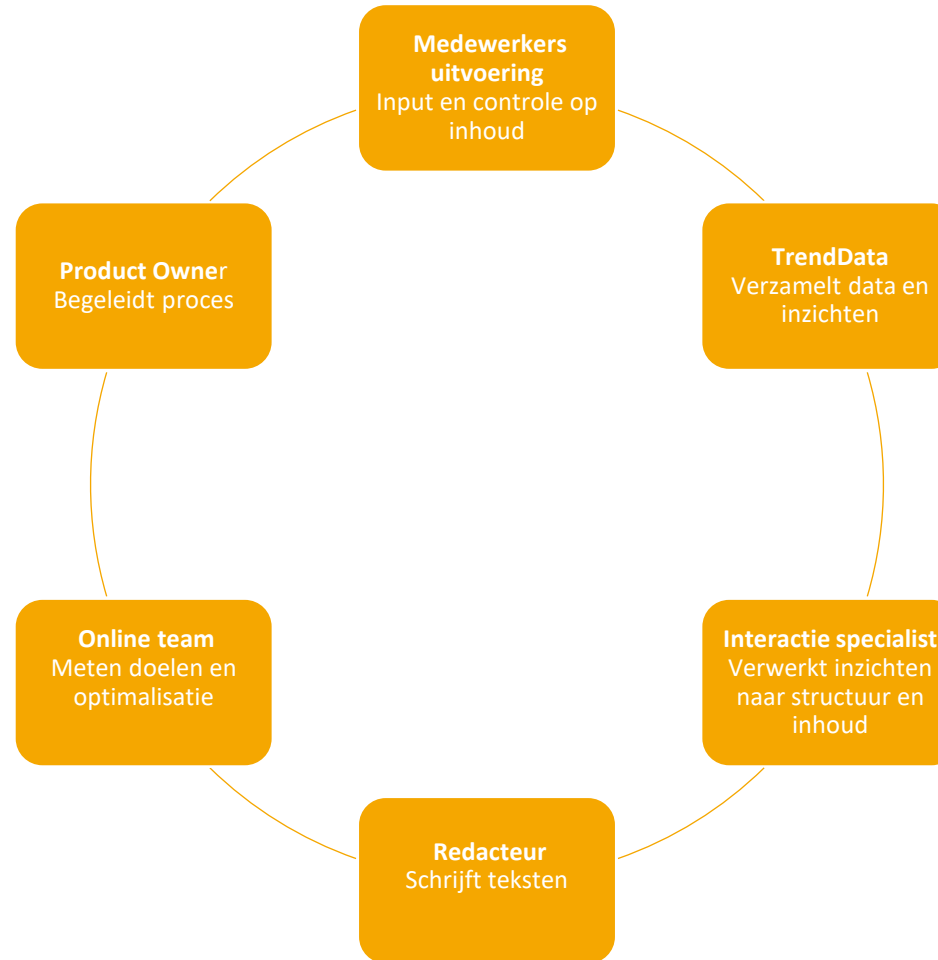 Medewerkers
uitvoering
Input en controle op
inhoud
TrendData
Verzamelt data en
inzichten
Interactie specialist
Verwerkt inzichten
naar structuur en
inhoud
Redacteur
Schrijft teksten
Online team
Meten doelen en
optimalisatie
Product Owner
Begeleidt proces